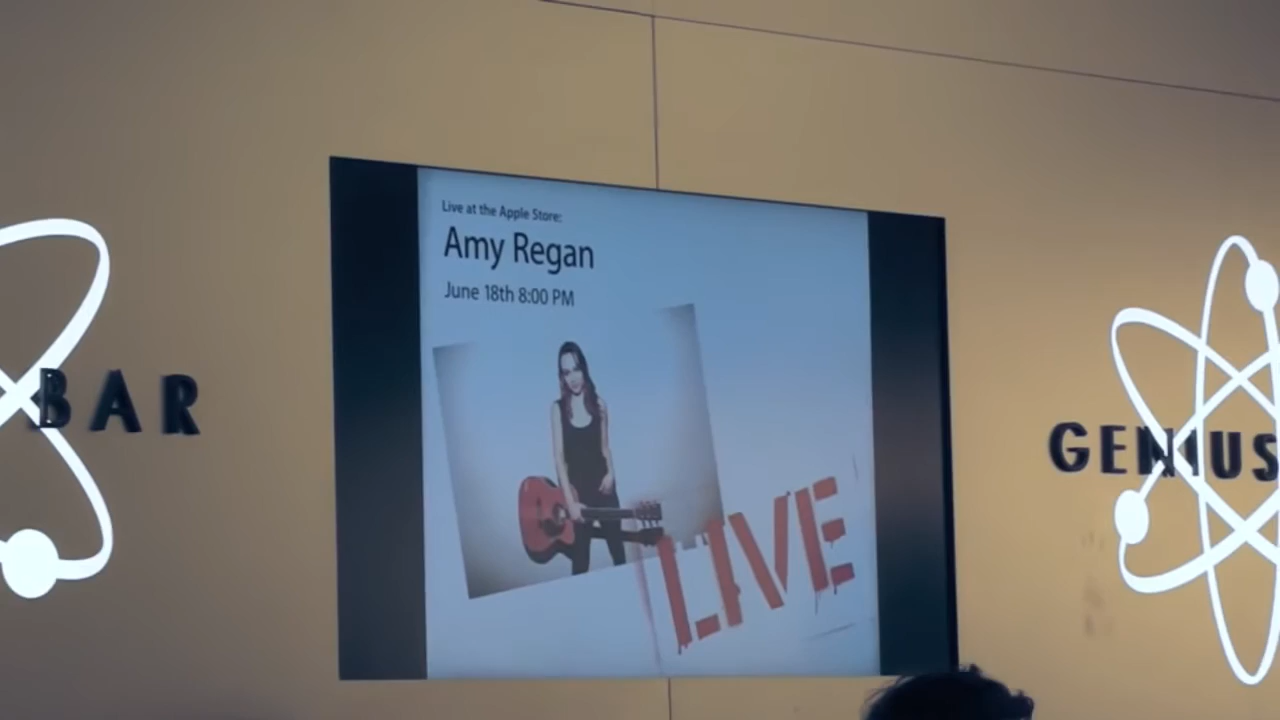 Live at the Apple Store:
Amy Regan
June 18th 8:00 PM
LIVE
BAR
GENIUS